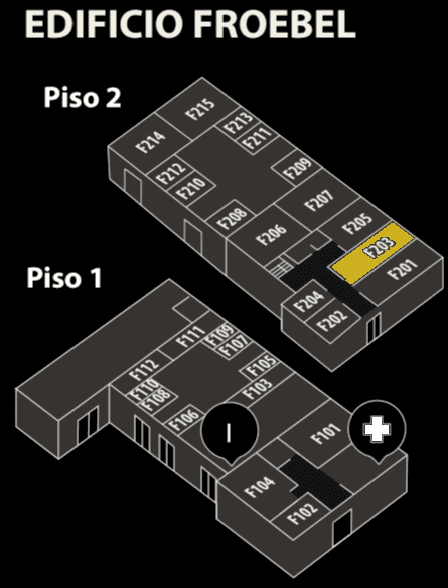 EDIFICIO FROEBEL
Piso 2
F215
F214
F213
F211
F212
F210
F209
F208
F207
F206
F205
F203
F201
F204
F202
Piso 1
F111
F109
F107
F112
F110
F108
F105
F103
F106
I
F101
F104
F102